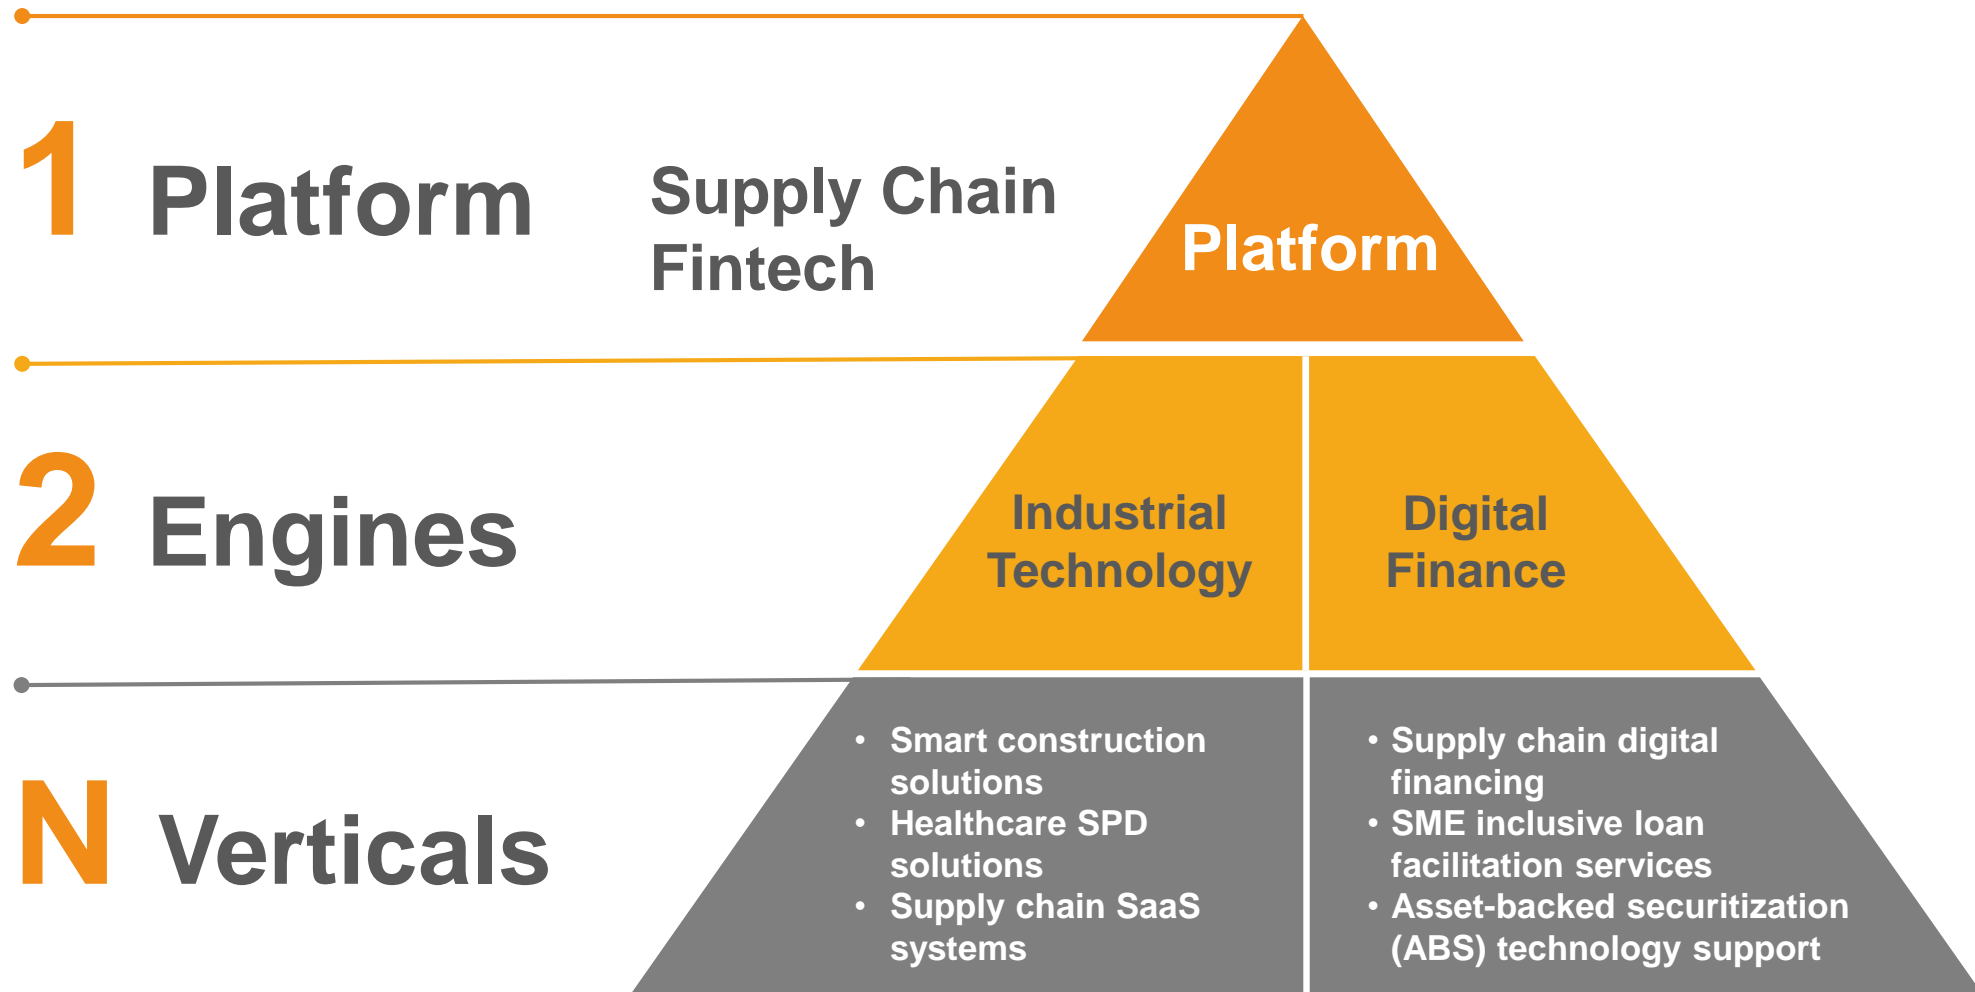 1 Platform
Supply Chain
Fintech
Platform
2 Engines
Industrial
Technology
Digital
Finance
N Verticals
• Smart construction
solutions
• Healthcare SPD
solutions
• Supply chain SaaS
systems
• Supply chain digital
financing
• SME inclusive loan
facilitation services
• Asset-backed securitization
(ABS) technology support